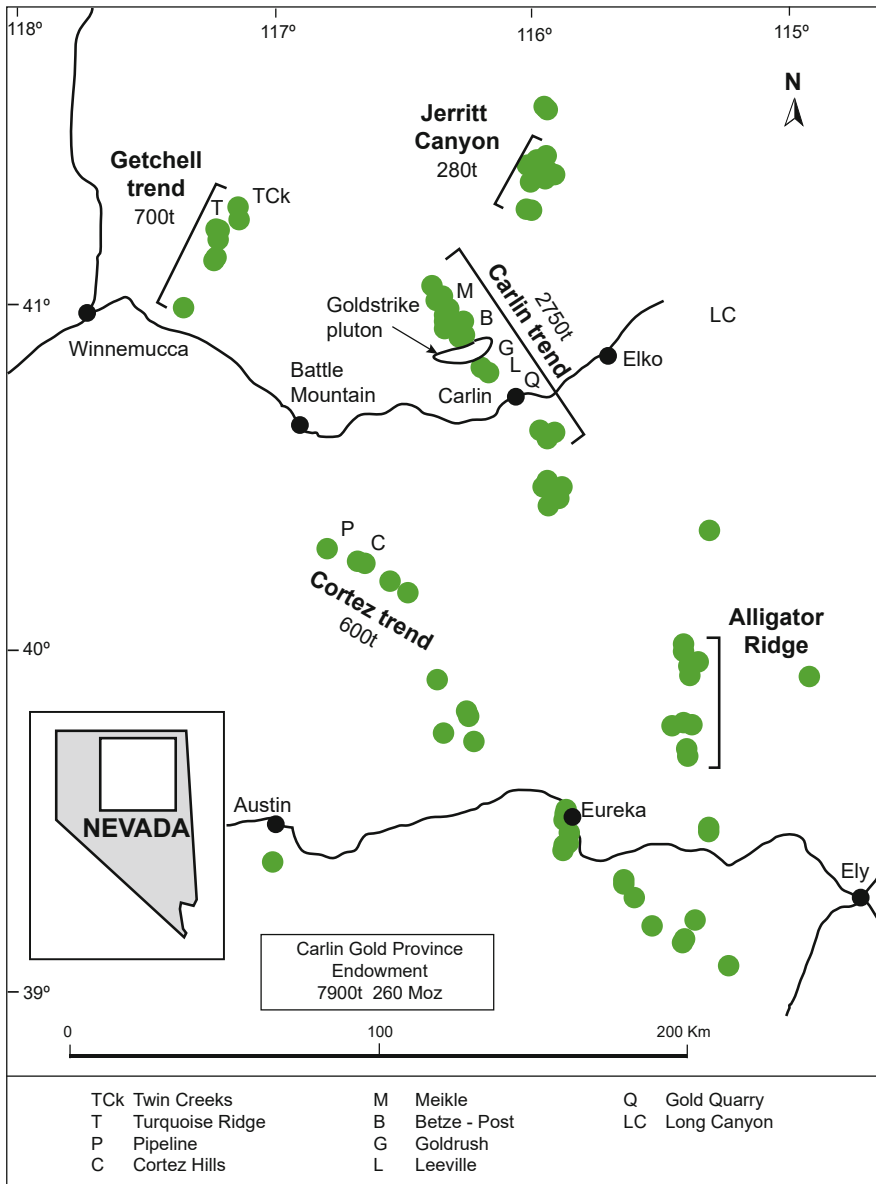 118º
117º
116º
115º
N
Jerritt
Canyon
280t
Getchell
trend
700t
TCk
T
41º
M
Carlin trend
2750t
LC
Goldstrike
pluton
B
G
L
Q
Winnemucca
Elko
Battle
Mountain
Carlin
P
C
Cortez trend
600t
40º
Alligator
Ridge
Austin
Eureka
NEVADA
Ely
Carlin Gold Province
Endowment
7900t 260 Moz
39º
0
100
200 Km
TCk Twin Creeks
T Turquoise Ridge
P Pipeline
C Cortez Hills
M Meikle
B Betze - Post
G Goldrush
L Leeville
Q Gold Quarry
LC Long Canyon